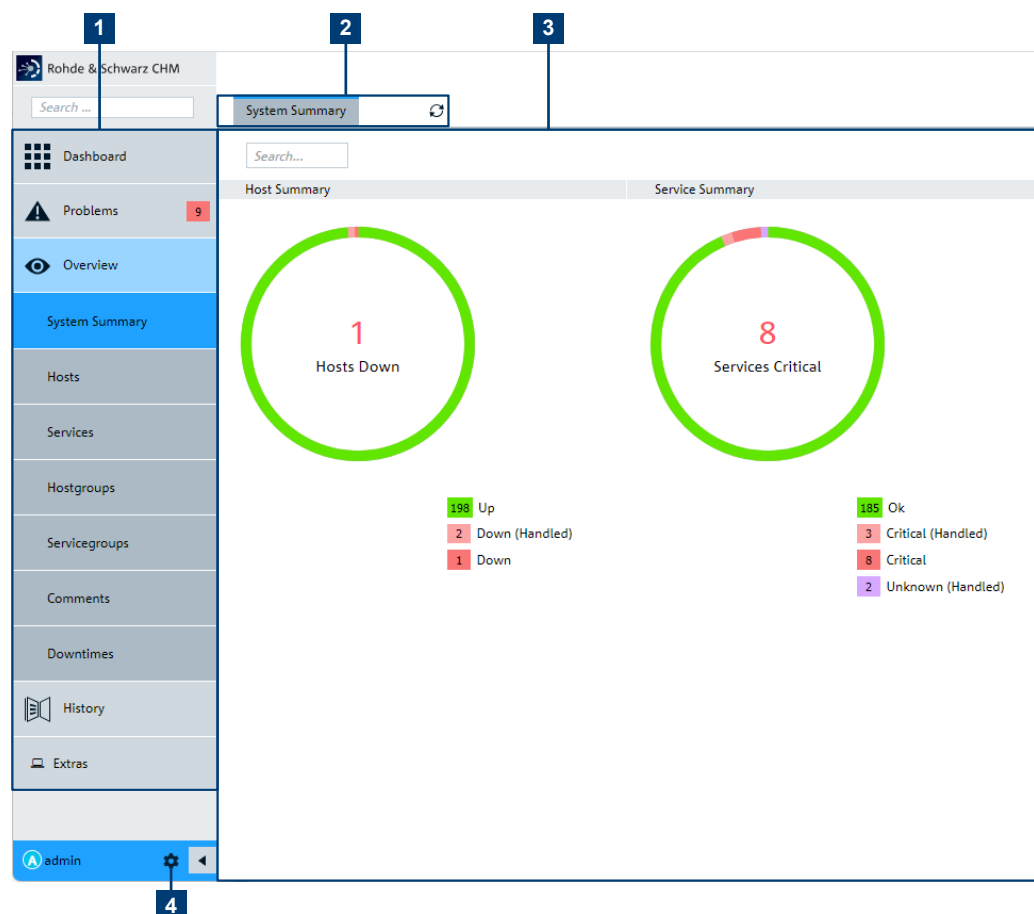 1
2
3
Rohde & Schwarz CHM
Search ...
System Summary
Dashboard
Search...
Problems
9
Host Summary
Service Summary
Overview
System Summary
1
Hosts Down
8
Services Critical
Hosts
Services
Hostgroups
198 Up
2 Down (Handled)
1 Down
185 Ok
3 Critical (Handled)
8 Critical
2 Unknown (Handled)
Servicegroups
Comments
Downtimes
History
Extras
A admin
4